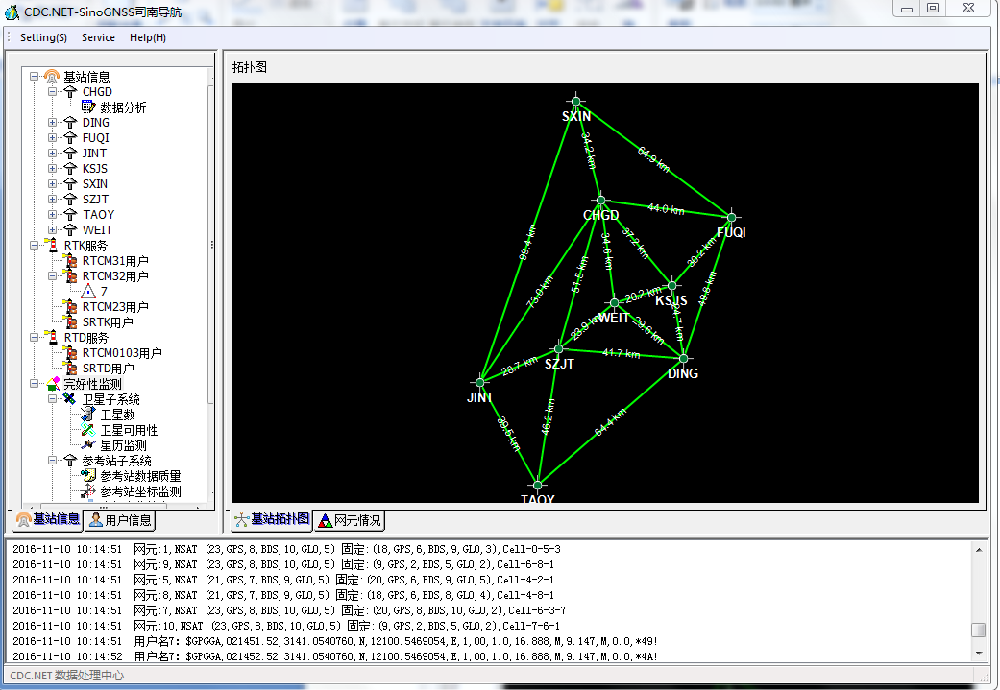 CDC.NET-SinoGNSS司南导航
Setting(S) Service Help(H)
基站信息
CHGD
数据分析
DING
FUQI
JINT
KSJS
SXIN
SZJT
TAOY
WEIT
RTK服务
RTCM31用户
RTCM32用户
7
RTCM23用户
SRTK用户
RTD服务
RTCM0103用户
SRTD用户
完好性监测
卫星子系统
卫星数
卫星可用性
星历监测
参考站子系统
参考站数据质量
参考站坐标监测
基站信息 用户信息
拓扑图
SXIN
34.2 km
64.9 km
CHGD
44.0 km
FUQI
99.4 km
37.2 km
34.6 km
30.2 km
73.0 km
51.5 km
49.8 km
20.2 km
KSJS
WEIT
24.7 km
23.9 km
29.6 km
SZJT
41.7 km
DING
28.7 km
JINT
39.5 km
46.2 km
64.4 km
TAOY
基站拓扑图 网元情况
2016-11-10 10:14:51 网元:1,NSAT (23,GPS,8,BDS,10,GLO,5) 固定:(18,GPS,6,BDS,9,GLO,3),Cell-0-5-3
2016-11-10 10:14:51 网元:9,NSAT (23,GPS,8,BDS,10,GLO,5) 固定:(9,GPS,2,BDS,5,GLO,2),Cell-6-8-1
2016-11-10 10:14:51 网元:5,NSAT (21,GPS,7,BDS,9,GLO,5) 固定:(20,GPS,6,BDS,9,GLO,5),Cell-4-2-1
2016-11-10 10:14:51 网元:8,NSAT (21,GPS,7,BDS,9,GLO,5) 固定:(18,GPS,6,BDS,8,GLO,4),Cell-4-8-1
2016-11-10 10:14:51 网元:7,NSAT (23,GPS,8,BDS,10,GLO,5) 固定:(20,GPS,8,BDS,10,GLO,2),Cell-6-3-7
2016-11-10 10:14:51 网元:10,NSAT (23,GPS,8,BDS,10,GLO,5) 固定:(9,GPS,2,BDS,5,GLO,2),Cell-7-6-1
2016-11-10 10:14:51 用户名7: $GPGGA,021451.52,3141.0540760,N,12100.5469054,E,1,00,1.0,16.888,M,9.147,M,0.0,*49!
2016-11-10 10:14:52 用户名7: $GPGGA,021452.52,3141.0540760,N,12100.5469054,E,1,00,1.0,16.888,M,9.147,M,0.0,*4A!
CDC.NET 数据处理中心